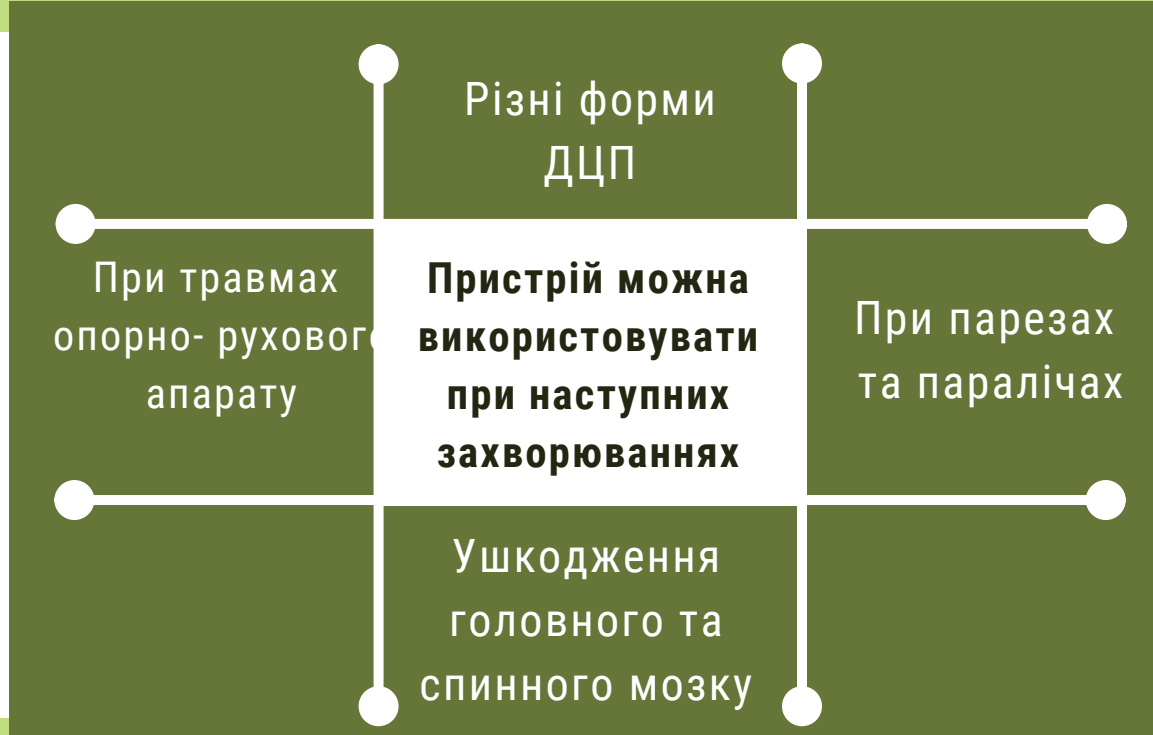 Різні форми
ДЦП
При травмах
опорно- рухового
апарату
Пристрій можна
використовувати
при наступних
захворюваннях
При парезах
та паралічах
Ушкодження
головного та
спинного мозку